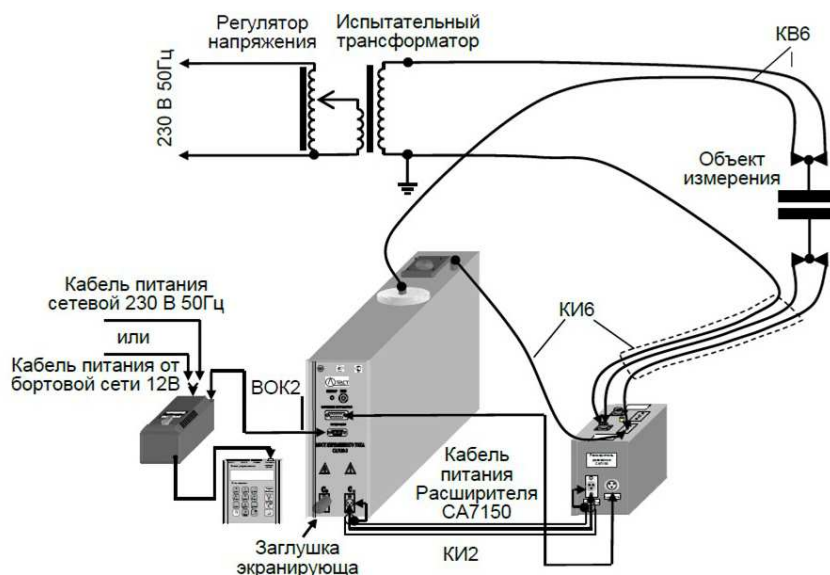 Регулятор
напряжения
Испытательный
трансформатор
КВ6
230 В 50Гц
Объект
измерения
Кабель питания
сетевой 230 В 50Гц
или
Кабель питания от
бортовой сети 12В
ВОК2
КИ6
Кабель
питания
Расширителя
СА7150
Заглушка
экранирующа
КИ2